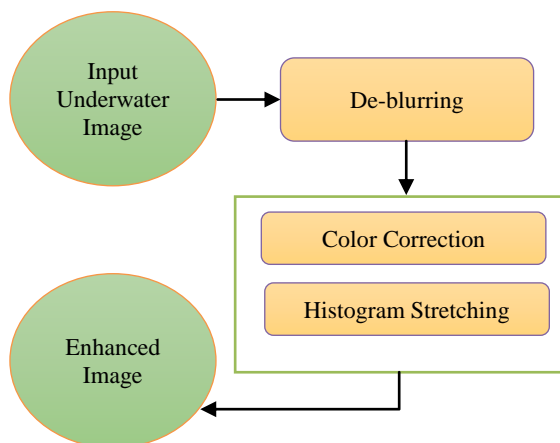 Input
Underwater
Image
De-blurring
Color Correction
Histogram Stretching
Enhanced
Image